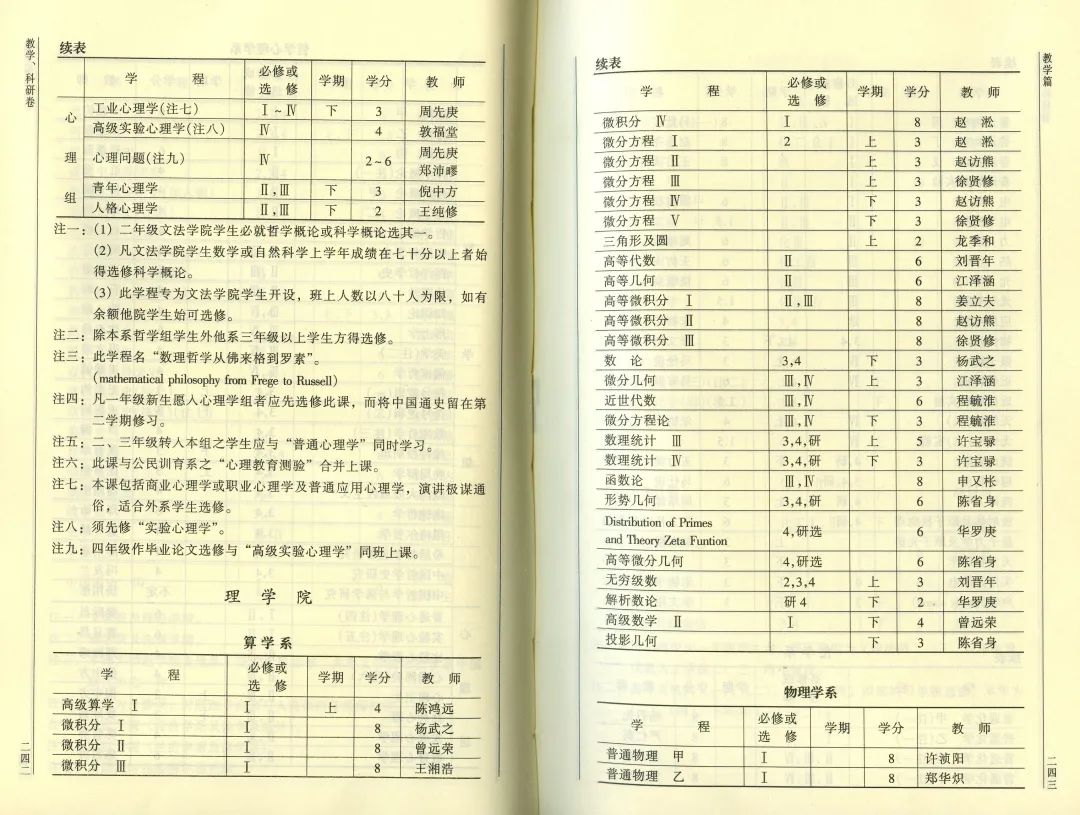 教学、科研卷
续表
学 程 必修或选修 学期 学分 教师
心理组
工业心理学(注七) Ⅰ~Ⅳ 下 3 周先庚
高级实验心理学(注八) Ⅳ 4 敦福堂
心理问题(注九) Ⅳ 2~6 周先庚 郑沛疁
青年心理学 Ⅱ,Ⅲ 下 3 倪中方
人格心理学 Ⅱ,Ⅲ 下 2 王纯修
注一：(1) 二年级文法学院学生必就哲学概论或科学概论选其一。
(2) 凡文法学院学生数学或自然科学上学年成绩在七十分以上者始
得选修科学概论。
(3) 此学程专为文法学院学生开设，班上人数以八十人为限，如有
余额他院学生始可选修。
注二：除本系哲学组学生外他系三年级以上学生方得选修。
注三：此学程名“数理哲学从佛来格到罗素”。
(mathematical philosophy from Frege to Russell)
注四：凡一年级新生愿入心理学组者应先选修此课，而将中国通史留在第
二学期修习。
注五：二、三年级转入本组之学生应与“普通心理学”同时学习。
注六：此课与公民训育系之“心理教育测验”合并上课。
注七：本课包括商业心理学或职业心理学及普通应用心理学，演讲极谋通
俗，适合外系学生选修。
注八：须先修“实验心理学”。
注九：四年级作毕业论文选修与“高级实验心理学”同班上课。
理学院
算学系
学 程 必修或选修 学期 学分 教师
高级算学 Ⅰ Ⅰ 上 4 陈鸿远
微积分 Ⅰ Ⅰ 8 杨武之
微积分 Ⅱ Ⅰ 8 曾远荣
微积分 Ⅲ Ⅰ 8 王湘浩
二四二
教学篇
续表
学 程 必修或选修 学期 学分 教师
微积分 Ⅳ Ⅰ 8 赵淞
微分方程 Ⅰ 2 上 3 赵淞
微分方程 Ⅱ 上 3 赵访熊
微分方程 Ⅲ 上 3 徐贤修
微分方程 Ⅳ 下 3 赵访熊
微分方程 Ⅴ 下 3 徐贤修
三角形及圆 上 2 龙季和
高等代数 Ⅱ 6 刘晋年
高等几何 Ⅱ 6 江泽涵
高等微积分 Ⅰ Ⅱ,Ⅲ 8 姜立夫
高等微积分 Ⅱ 8 赵访熊
高等微积分 Ⅲ 8 徐贤修
数论 3,4 下 3 杨武之
微分几何 Ⅲ,Ⅳ 上 3 江泽涵
近世代数 Ⅲ,Ⅳ 6 程毓淮
微分方程论 Ⅲ,Ⅳ 下 3 程毓淮
数理统计 Ⅲ 3,4,研 上 5 许宝騄
数理统计 Ⅳ 3,4,研 下 3 许宝騄
函数论 Ⅲ,Ⅳ 8 申又枨
形势几何 3,4,研 6 陈省身
Distribution of Primes
and Theory Zeta Funtion 4,研选 6 华罗庚
高等微分几何 4,研选 6 陈省身
无穷级数 2,3,4 上 3 刘晋年
解析数论 研4 下 2 华罗庚
高级数学 Ⅱ Ⅰ 下 4 曾远荣
投影几何 下 3 陈省身
物理学系
学 程 必修或选修 学期 学分 教师
普通物理 甲 Ⅰ 8 许浈阳
普通物理 乙 Ⅰ 8 郑华炽
二四三